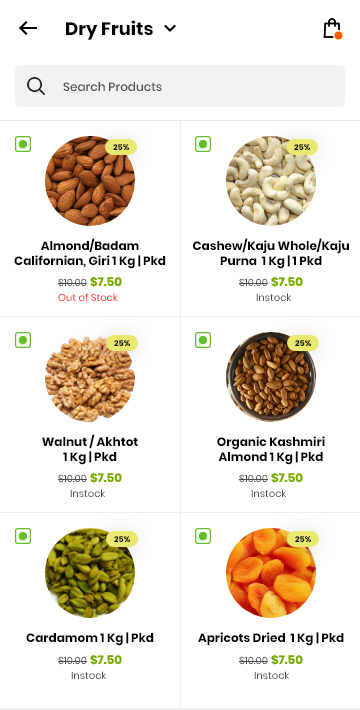 Dry Fruits
Search Products
25%
Almond/Badam
Californian, Giri 1 Kg | Pkd
$10.00 $7.50
Out of Stock
25%
Cashew/Kaju Whole/Kaju
Purna 1 Kg | 1 Pkd
$10.00 $7.50
Instock
25%
Walnut / Akhtot
1 Kg | Pkd
$10.00 $7.50
Instock
25%
Organic Kashmiri
Almond 1 Kg | Pkd
$10.00 $7.50
Instock
25%
Cardamom 1 Kg | Pkd
$10.00 $7.50
Instock
25%
Apricots Dried 1 Kg | Pkd
$10.00 $7.50
Instock